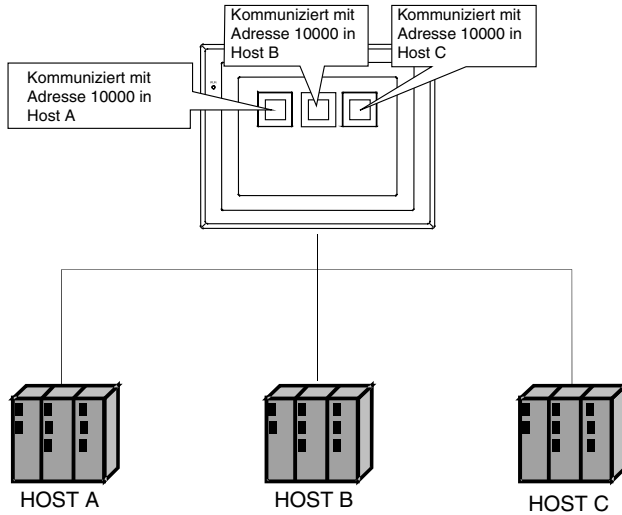 Kommuniziert mit
Adresse 10000 in
Host A
Kommuniziert mit
Adresse 10000 in
Host B
Kommuniziert mit
Adresse 10000 in
Host C
HOST A
HOST B
HOST C